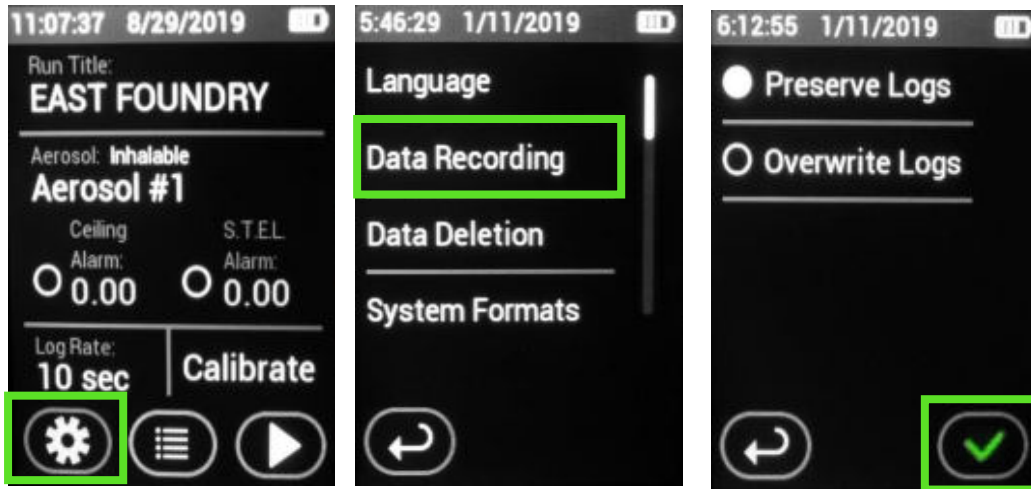 11:07:37 8/29/2019
Run Title:
EAST FOUNDRY
Aerosol: Inhalable
Aerosol #1
Ceiling S.T.E.L.
Alarm: Alarm:
0.00 0.00
Log Rate:
10 sec
Calibrate
5:46:29 1/11/2019
Language
Data Recording
Data Deletion
System Formats
6:12:55 1/11/2019
Preserve Logs
Overwrite Logs